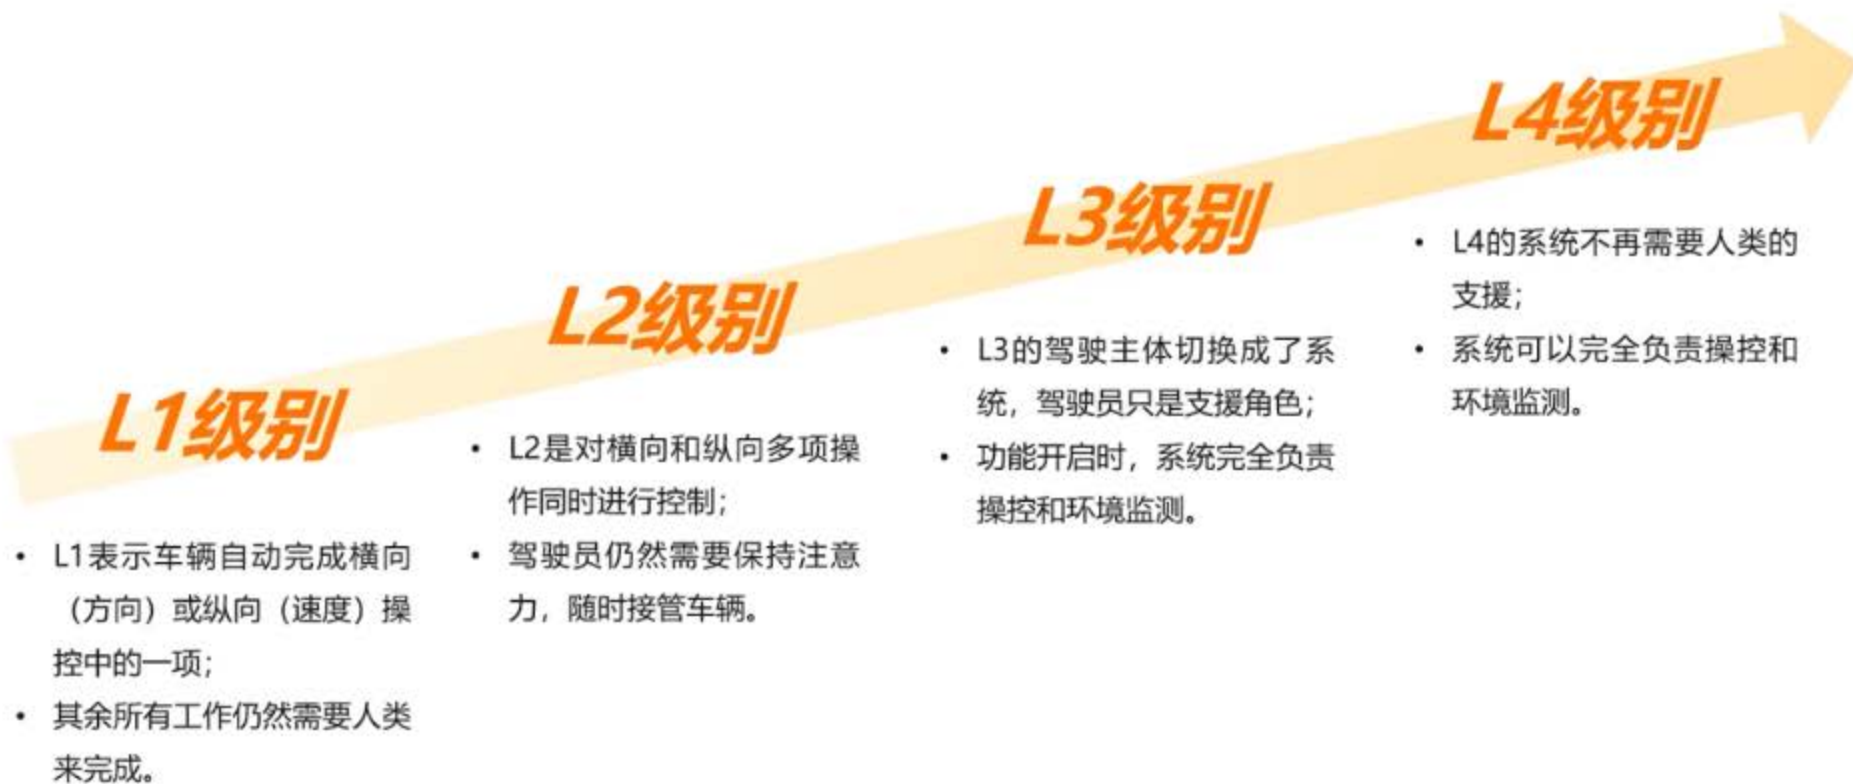 L1级别
• L1表示车辆自动完成横向
（方向）或纵向（速度）操
控中的一项；
• 其余所有工作仍然需要人类
来完成。
L2级别
• L2是对横向和纵向多项操
作同时进行控制；
• 驾驶员仍然需要保持注意
力，随时接管车辆。
L3级别
• L3的驾驶主体切换成了系
统，驾驶员只是支援角色；
• 功能开启时，系统完全负责
操控和环境监测。
L4级别
• L4的系统不再需要人类的
支援；
• 系统可以完全负责操控和
环境监测。